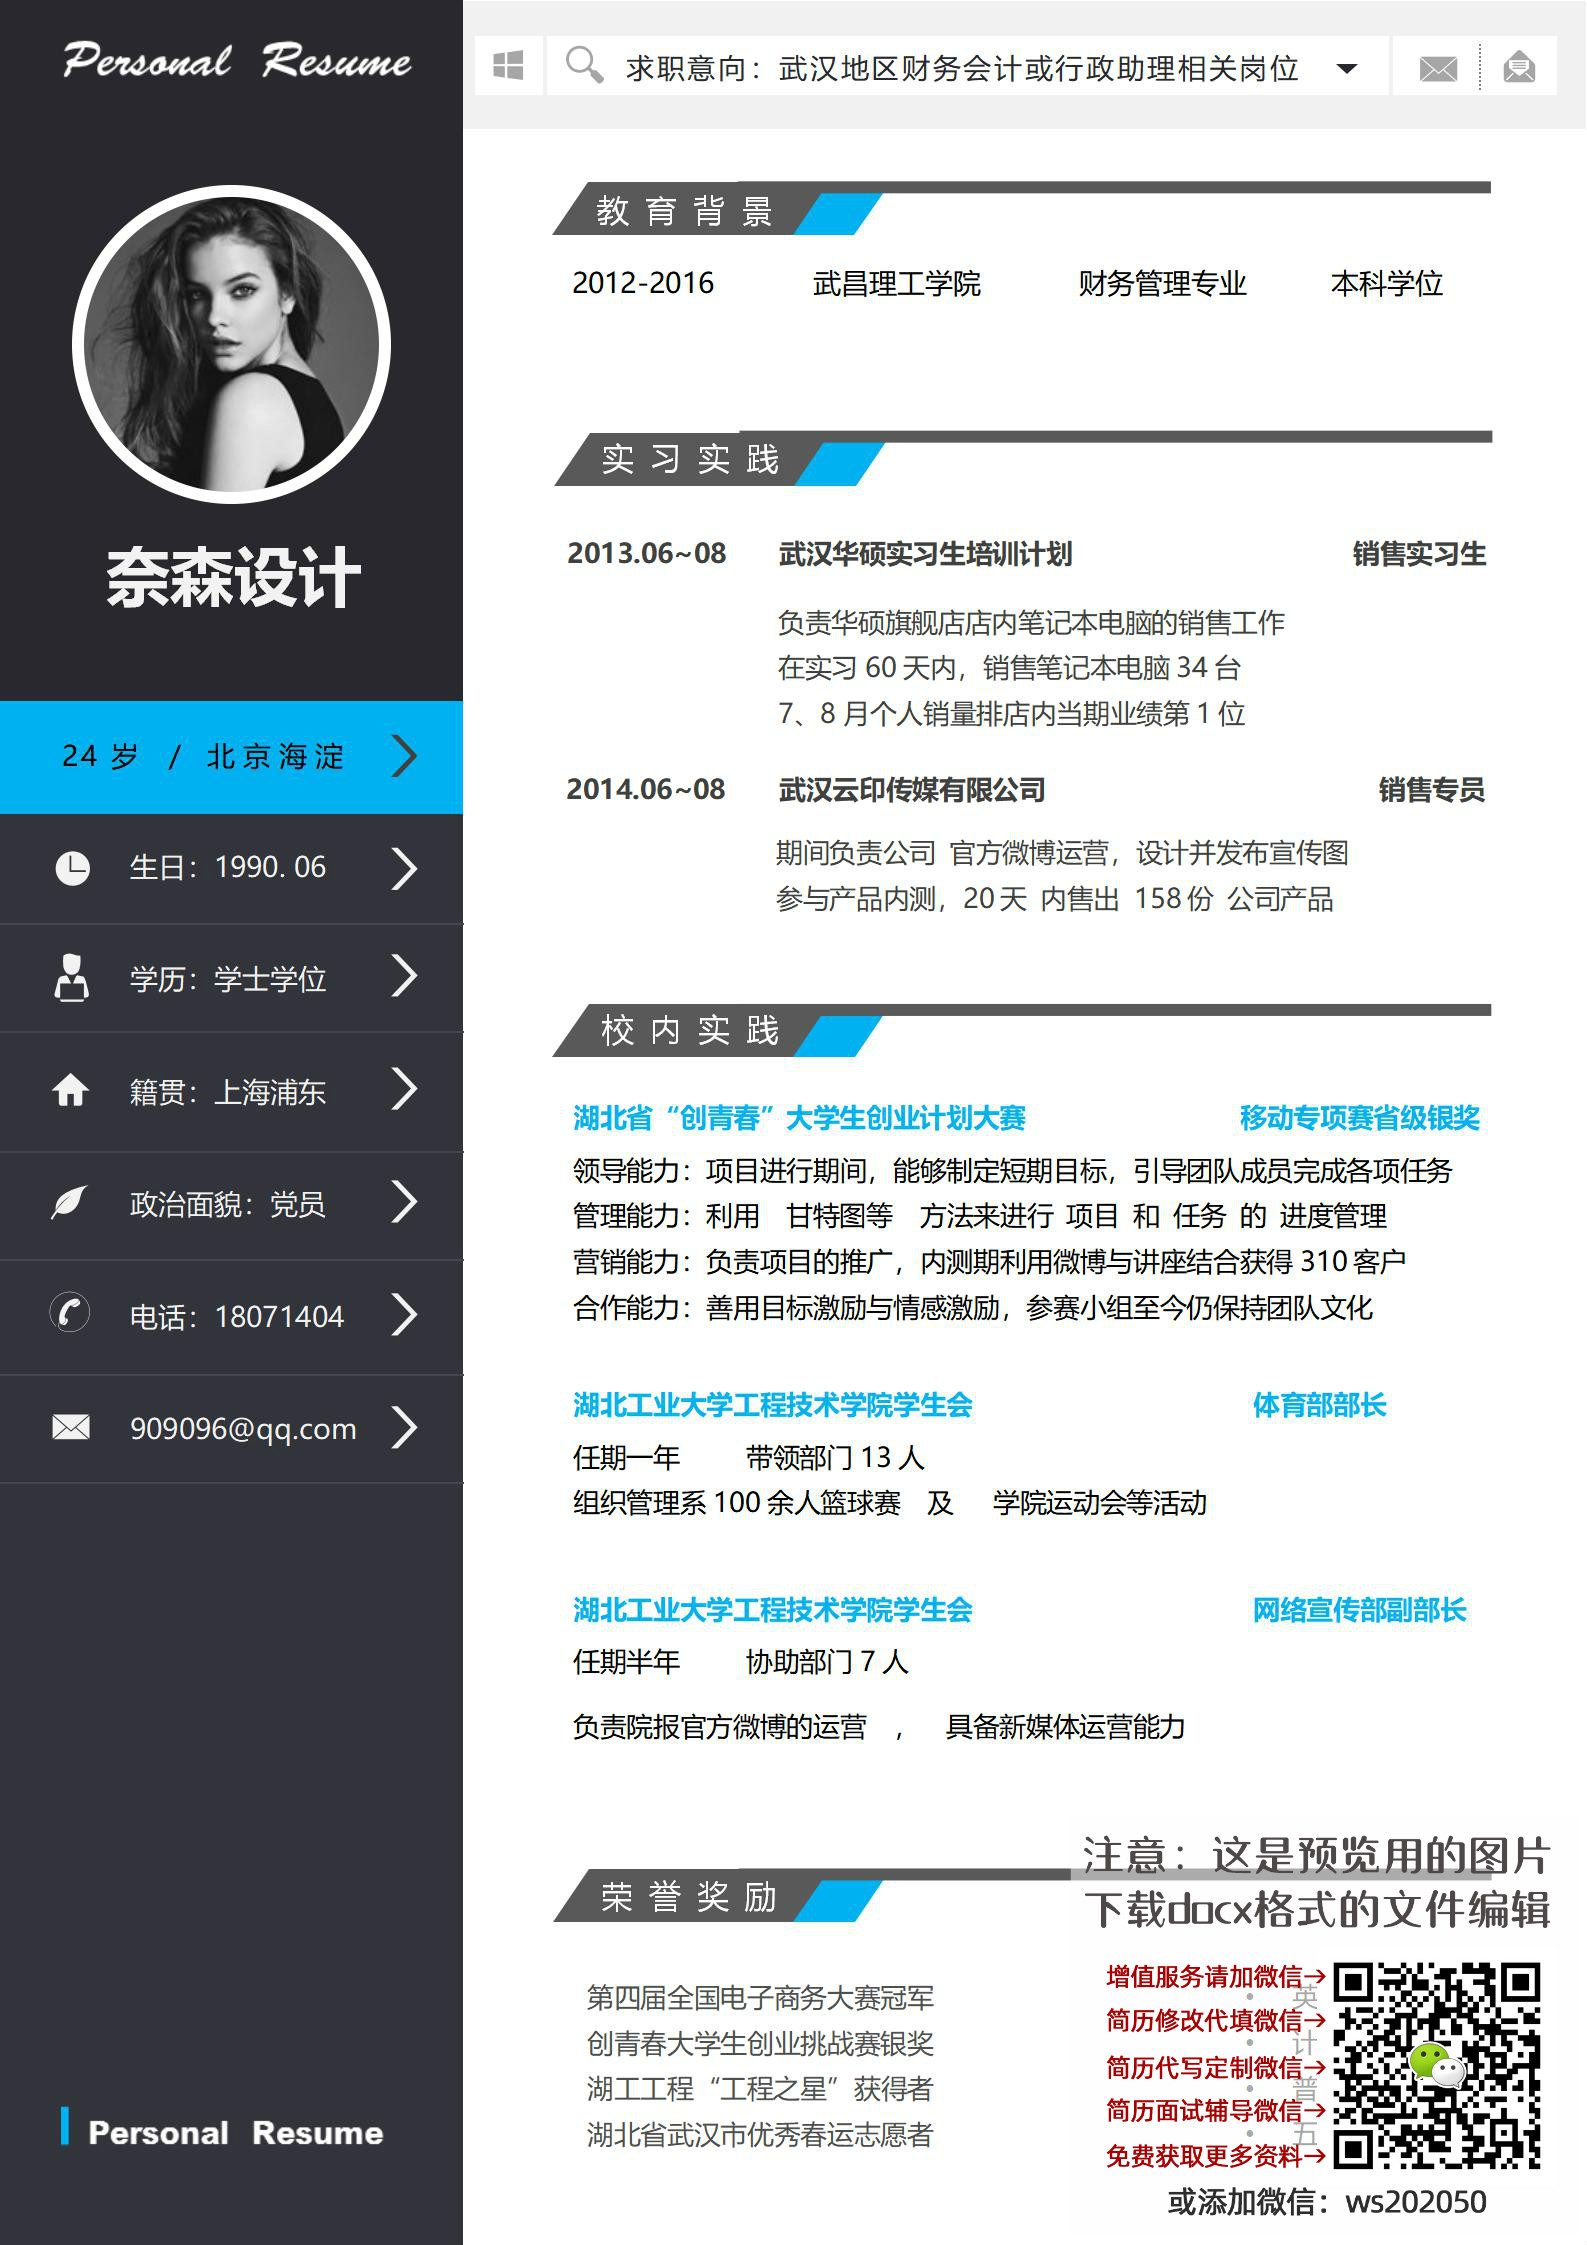 Personal Resume
求职意向：武汉地区财务会计或行政助理相关岗位
奈森设计
24 岁 / 北京海淀
生日：1990. 06
学历：学士学位
籍贯：上海浦东
政治面貌：党员
电话：18071404
909096@qq.com
Personal Resume
教育背景
2012-2016 武昌理工学院 财务管理专业 本科学位
实习实践
2013.06~08 武汉华硕实习生培训计划 销售实习生
负责华硕旗舰店店内笔记本电脑的销售工作
在实习 60 天内，销售笔记本电脑 34 台
7、8 月个人销量排店内当期业绩第 1 位
2014.06~08 武汉云印传媒有限公司 销售专员
期间负责公司 官方微博运营，设计并发布宣传图
参与产品内测，20 天 内售出 158 份 公司产品
校内实践
湖北省“创青春”大学生创业计划大赛 移动专项赛省级银奖
领导能力：项目进行期间，能够制定短期目标，引导团队成员完成各项任务
管理能力：利用 甘特图等 方法来进行 项目 和 任务 的 进度管理
营销能力：负责项目的推广，内测期利用微博与讲座结合获得 310 客户
合作能力：善用目标激励与情感激励，参赛小组至今仍保持团队文化
湖北工业大学工程技术学院学生会 体育部部长
任期一年 带领部门 13 人
组织管理系 100 余人篮球赛 及 学院运动会等活动
湖北工业大学工程技术学院学生会 网络宣传部副部长
任期半年 协助部门 7 人
负责院报官方微博的运营 ， 具备新媒体运营能力
荣誉奖励
第四届全国电子商务大赛冠军
创青春大学生创业挑战赛银奖
湖工工程“工程之星”获得者
湖北省武汉市优秀春运志愿者
注意：这是预览用的图片
下载docx格式的文件编辑
增值服务请加微信→
英
简历修改代填微信→
计
简历代写定制微信→
普
简历面试辅导微信→
五
免费获取更多资料→
或添加微信：ws202050